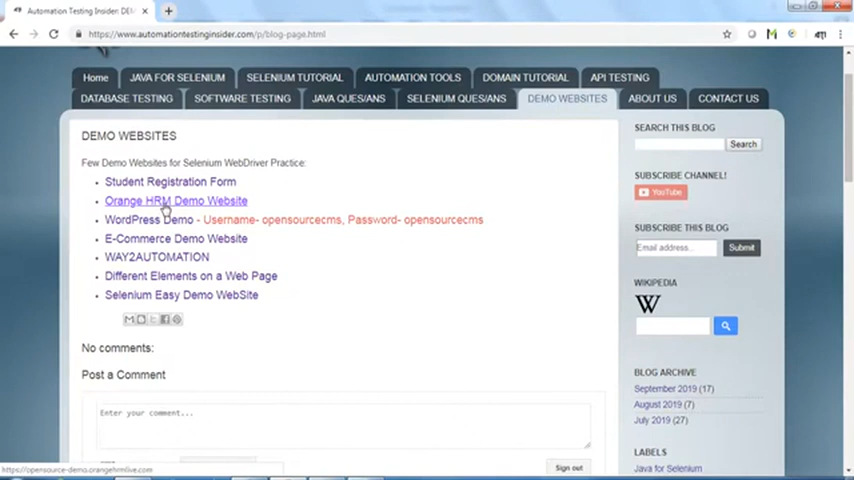 Automation Testing Insider: DEM
https://www.automationtestinginsider.com/p/blog-page.html
Home JAVA FOR SELENIUM SELENIUM TUTORIAL AUTOMATION TOOLS DOMAIN TUTORIAL API TESTING
DATABASE TESTING SOFTWARE TESTING JAVA QUES/ANS SELENIUM QUES/ANS DEMO WEBSITES ABOUT US CONTACT US
DEMO WEBSITES
Few Demo Websites for Selenium WebDriver Practice:
Student Registration Form
Orange HRM Demo Website
WordPress Demo - Username- opensourcecms, Password- opensourcecms
E-Commerce Demo Website
WAY2AUTOMATION
Different Elements on a Web Page
Selenium Easy Demo WebSite
No comments:
Post a Comment
Enter your comment...
Sign out
SEARCH THIS BLOG
Search
SUBSCRIBE CHANNEL!
YouTube
SUBSCRIBE THIS BLOG
Email address..
Submit
WIKIPEDIA
W
BLOG ARCHIVE
September 2019 (17)
August 2019 (7)
July 2019 (27)
LABELS
Java for Selenium
https://opensource-demo.orangehrmlive.com